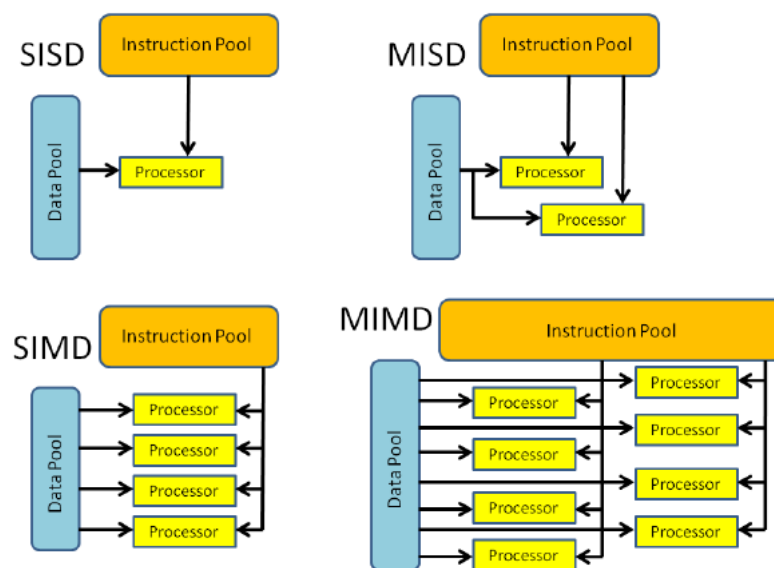 SISD
Instruction Pool
Data Pool
Processor
MISD
Instruction Pool
Data Pool
Processor
Processor
SIMD
Instruction Pool
Data Pool
Processor
Processor
Processor
Processor
MIMD
Instruction Pool
Data Pool
Processor
Processor
Processor
Processor
Processor
Processor
Processor
Processor